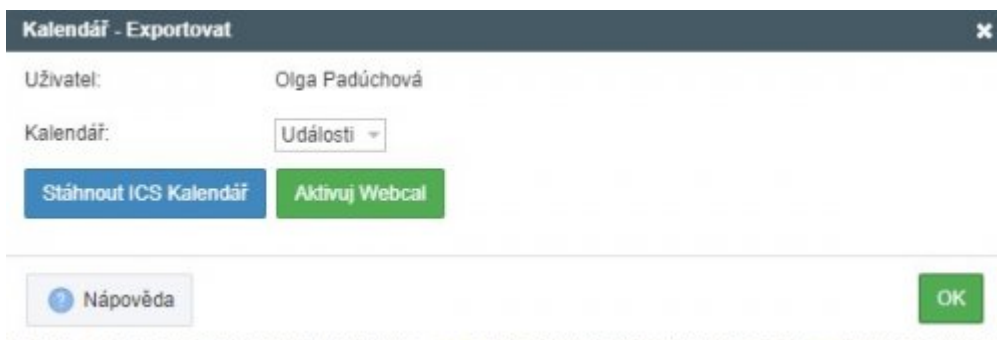 Kalendář - Exportovat
Uživatel: Olga Padúchová
Kalendář: Události
Stáhnout ICS Kalendář Aktivuj Webcal
Nápověda OK